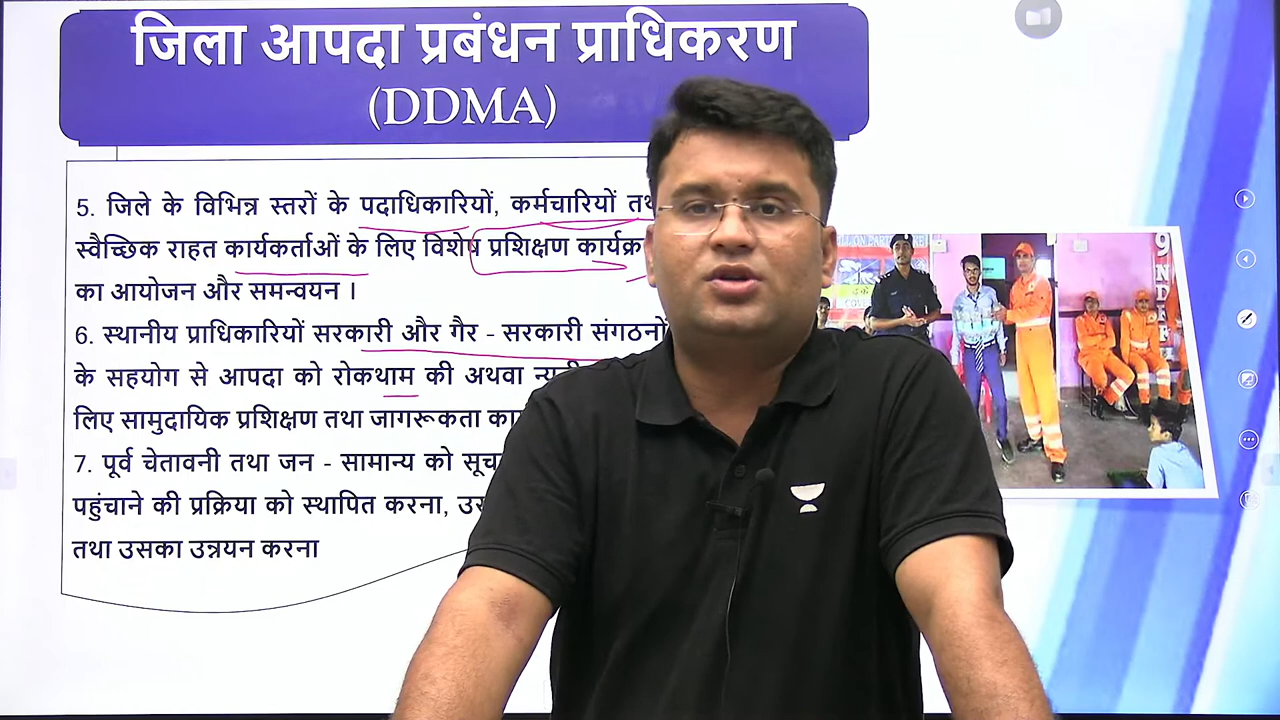 जिला आपदा प्रबंधन प्राधिकरण
(DDMA)
5. जिले के विभिन्न स्तरों के पदाधिकारियों, कर्मचारियों
स्वैच्छिक राहत कार्यकर्ताओं के लिए विशेष प्रशिक्षण
का आयोजन और समन्वयन ।
6. स्थानीय प्राधिकारियों सरकारी और गैर - सरकारी संगठनों
के सहयोग से आपदा को रोकथाम की अथवा
लिए सामुदायिक प्रशिक्षण तथा जागरूकता
7. पूर्व चेतावनी तथा जन - सामान्य को
पहुंचाने की प्रक्रिया को स्थापित करना,
तथा उसका उन्नयन करना
9 NDRF